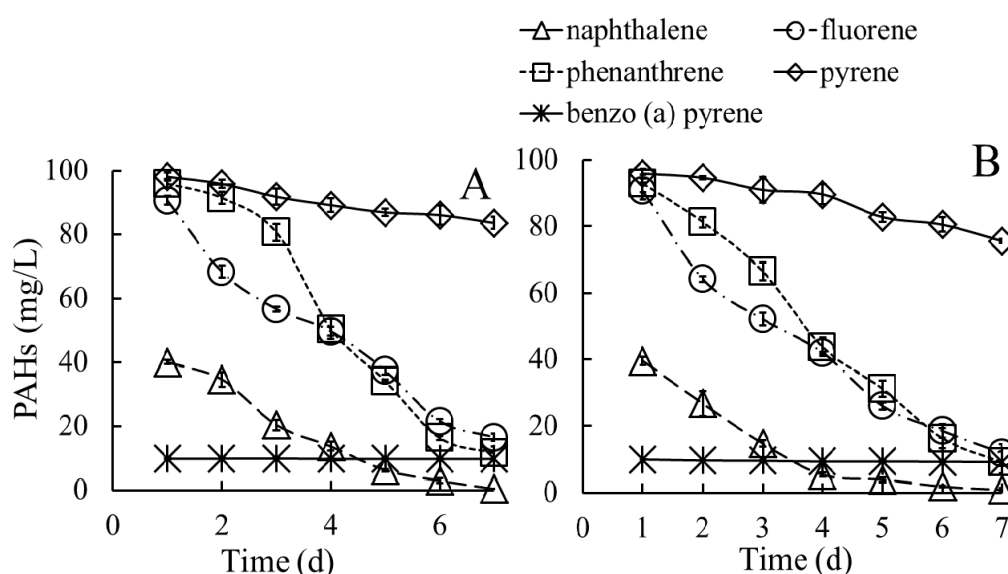 naphthalene
fluorene
phenanthrene
pyrene
benzo (a) pyrene
A
PAHs (mg/L)
100
80
60
40
20
0
0 2 4 6
Time (d)
B
100
80
60
40
20
0
0 1 2 3 4 5 6 7
Time (d)